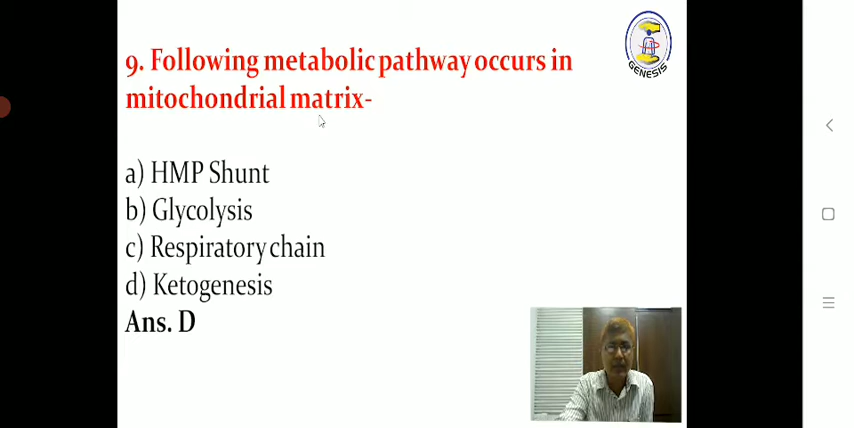 9. Following metabolic pathway occurs in
mitochondrial matrix-
a) HMP Shunt
b) Glycolysis
c) Respiratory chain
d) Ketogenesis
Ans. D
GENESIS